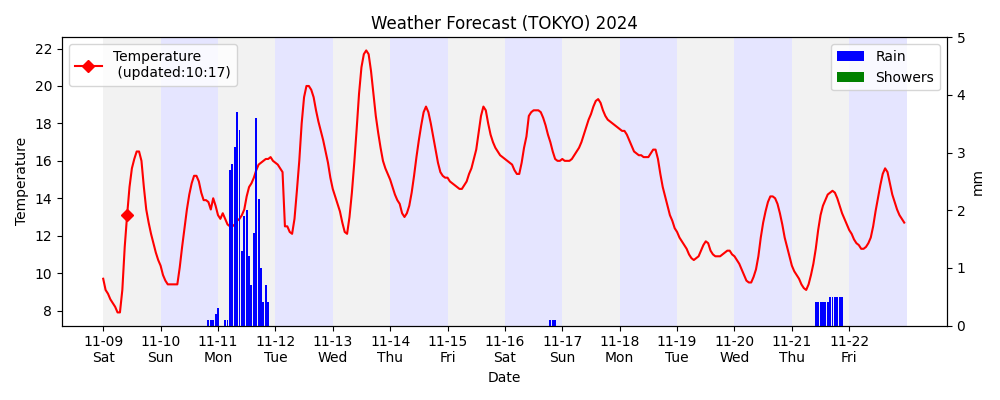 Weather Forecast (TOKYO) 2024
Temperature
(updated:10:17)
Rain
Showers
Temperature
22
20
18
16
14
12
10
8
5
4
3
2
1
0
mm
11-09 11-10 11-11 11-12 11-13 11-14 11-15 11-16 11-17 11-18 11-19 11-20 11-21 11-22
Sat Sun Mon Tue Wed Thu Fri Sat Sun Mon Tue Wed Thu Fri
Date